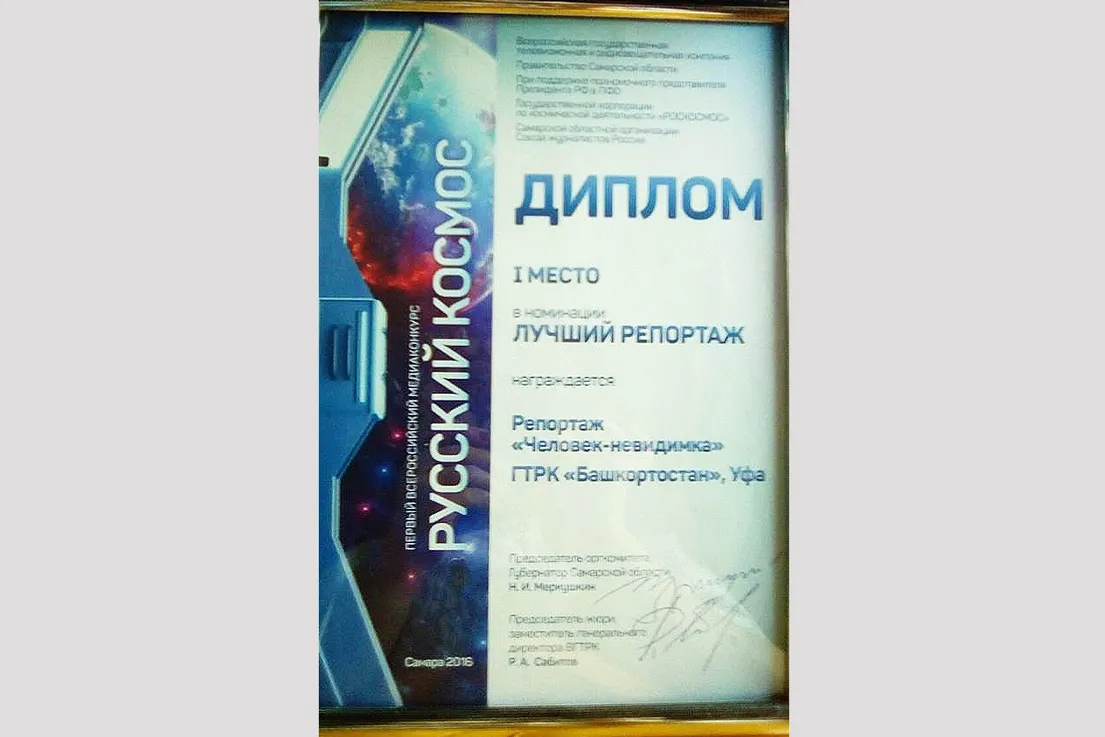 Всероссийская государственная
телевизионная и радиовещательная компания
Правительство Самарской области
При поддержке полномочного представителя
Президента РФ в ПФО
Государственной корпорации
по космической деятельности «РОСКОСМОС»
Самарской областной организации
Союза журналистов России
ДИПЛОМ
I МЕСТО
в номинации
ЛУЧШИЙ РЕПОРТАЖ
награждается
Репортаж
«Человек-невидимка»
ГТРК «Башкортостан», Уфа
Председатель оргкомитета
Губернатор Самарской области
Н. И. Меркушкин
Председатель жюри
заместитель генерального
директора ВГТРК
Р. А. Сабитов
ПЕРВЫЙ ВСЕРОССИЙСКИЙ МЕДИАКОНКУРС
РУССКИЙ КОСМОС
Самара 2016